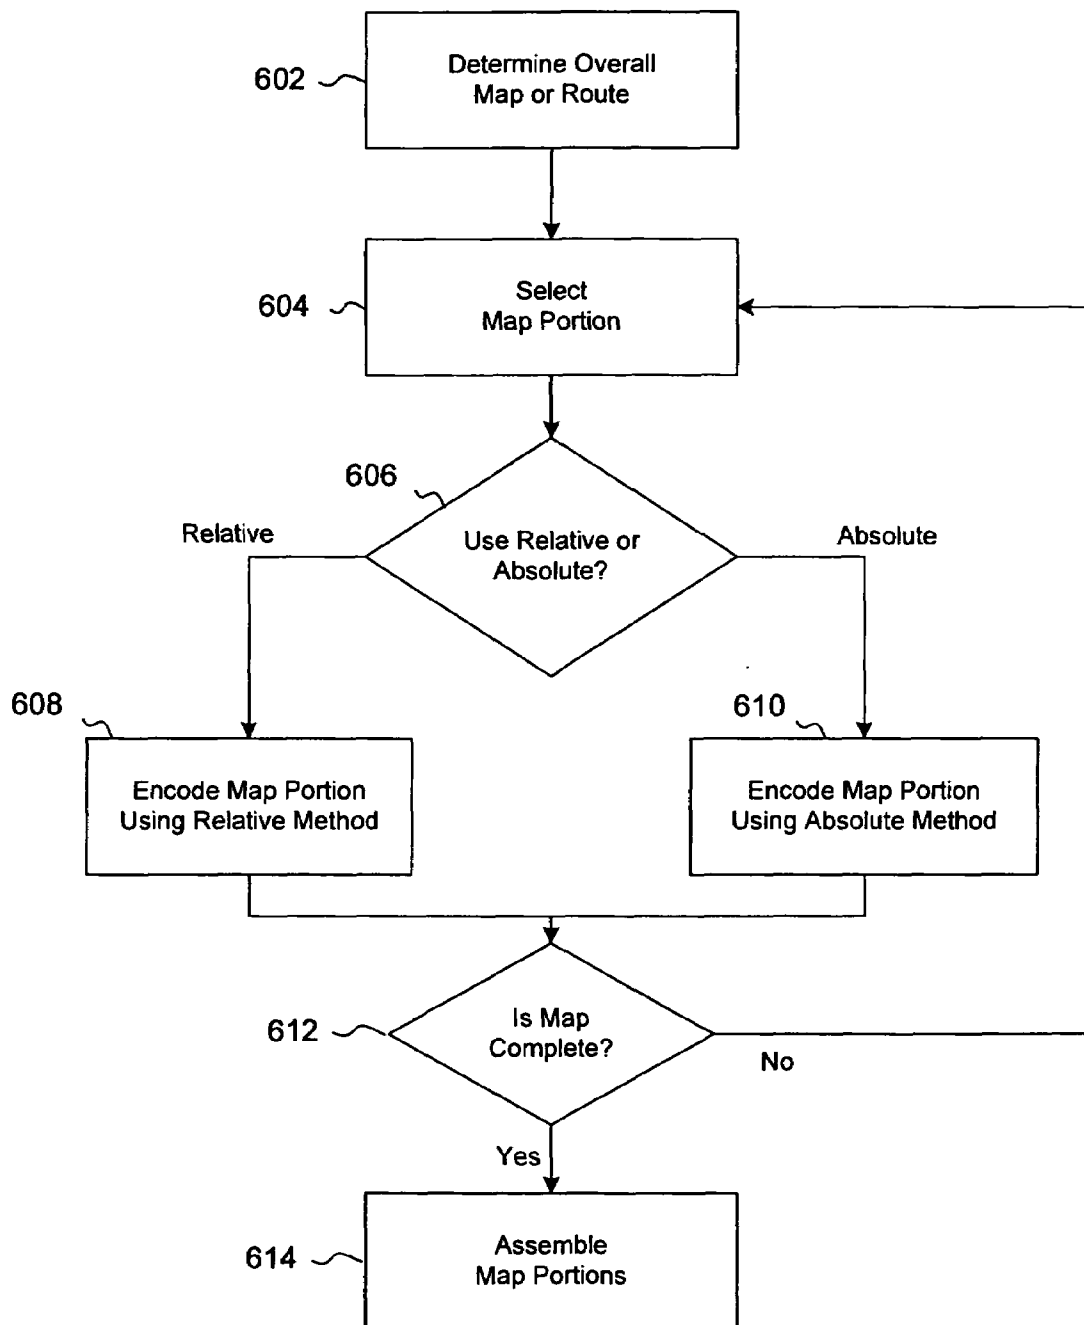 602
Determine Overall
Map or Route
604
Select
Map Portion
606
Relative
Use Relative or
Absolute?
Absolute
608
Encode Map Portion
Using Relative Method
610
Encode Map Portion
Using Absolute Method
612
Is Map
Complete?
No
Yes
614
Assemble
Map Portions